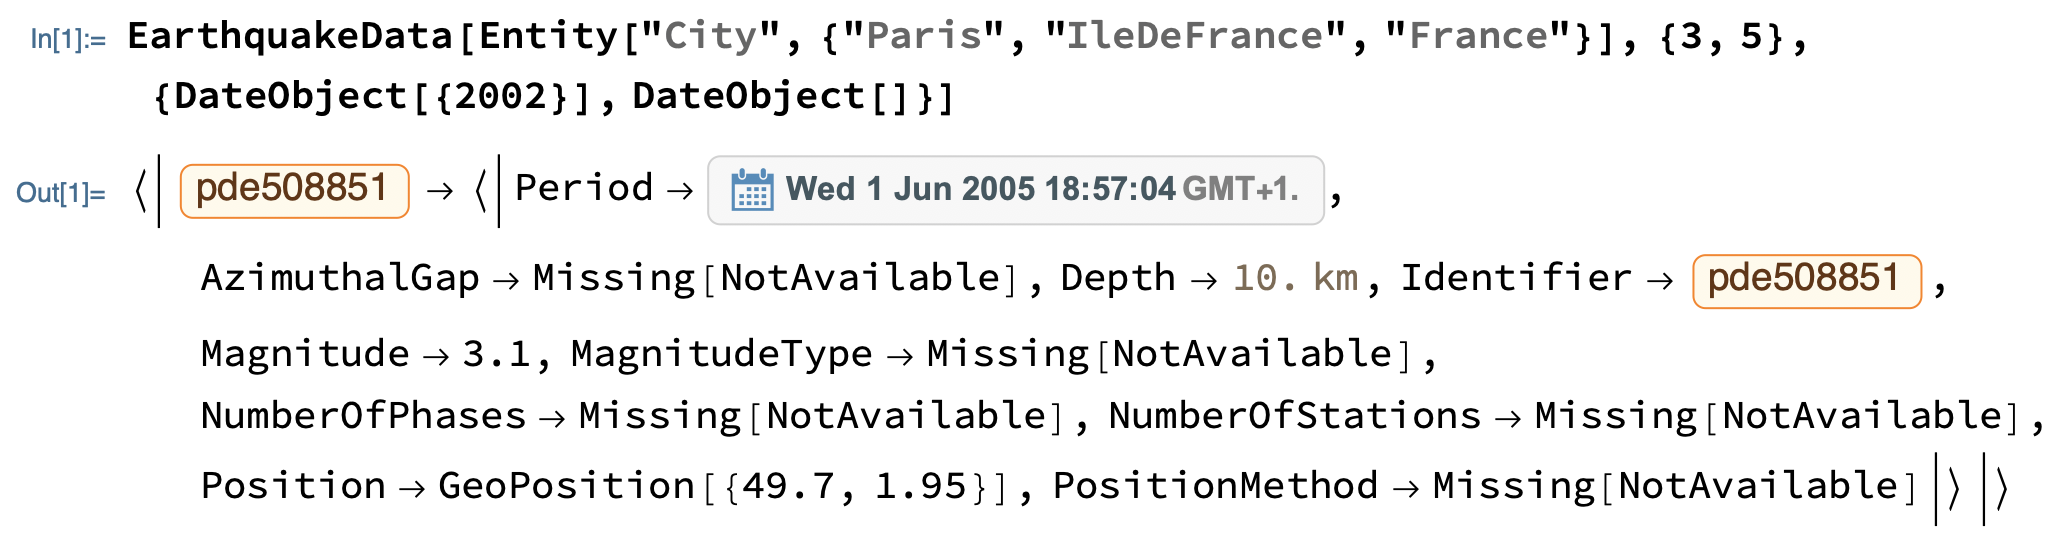 In[1]:= EarthquakeData[Entity["City", {"Paris", "IleDeFrance", "France"}], {3, 5},
{DateObject[{2002}], DateObject[]}]
Out[1]= <| pde508851 → <| Period → Wed 1 Jun 2005 18:57:04 GMT+1. ,
AzimuthalGap → Missing[NotAvailable], Depth → 10. km, Identifier → pde508851 ,
Magnitude → 3.1, MagnitudeType → Missing[NotAvailable],
NumberOfPhases → Missing[NotAvailable], NumberOfStations → Missing[NotAvailable],
Position → GeoPosition[{49.7, 1.95}], PositionMethod → Missing[NotAvailable] |> |>